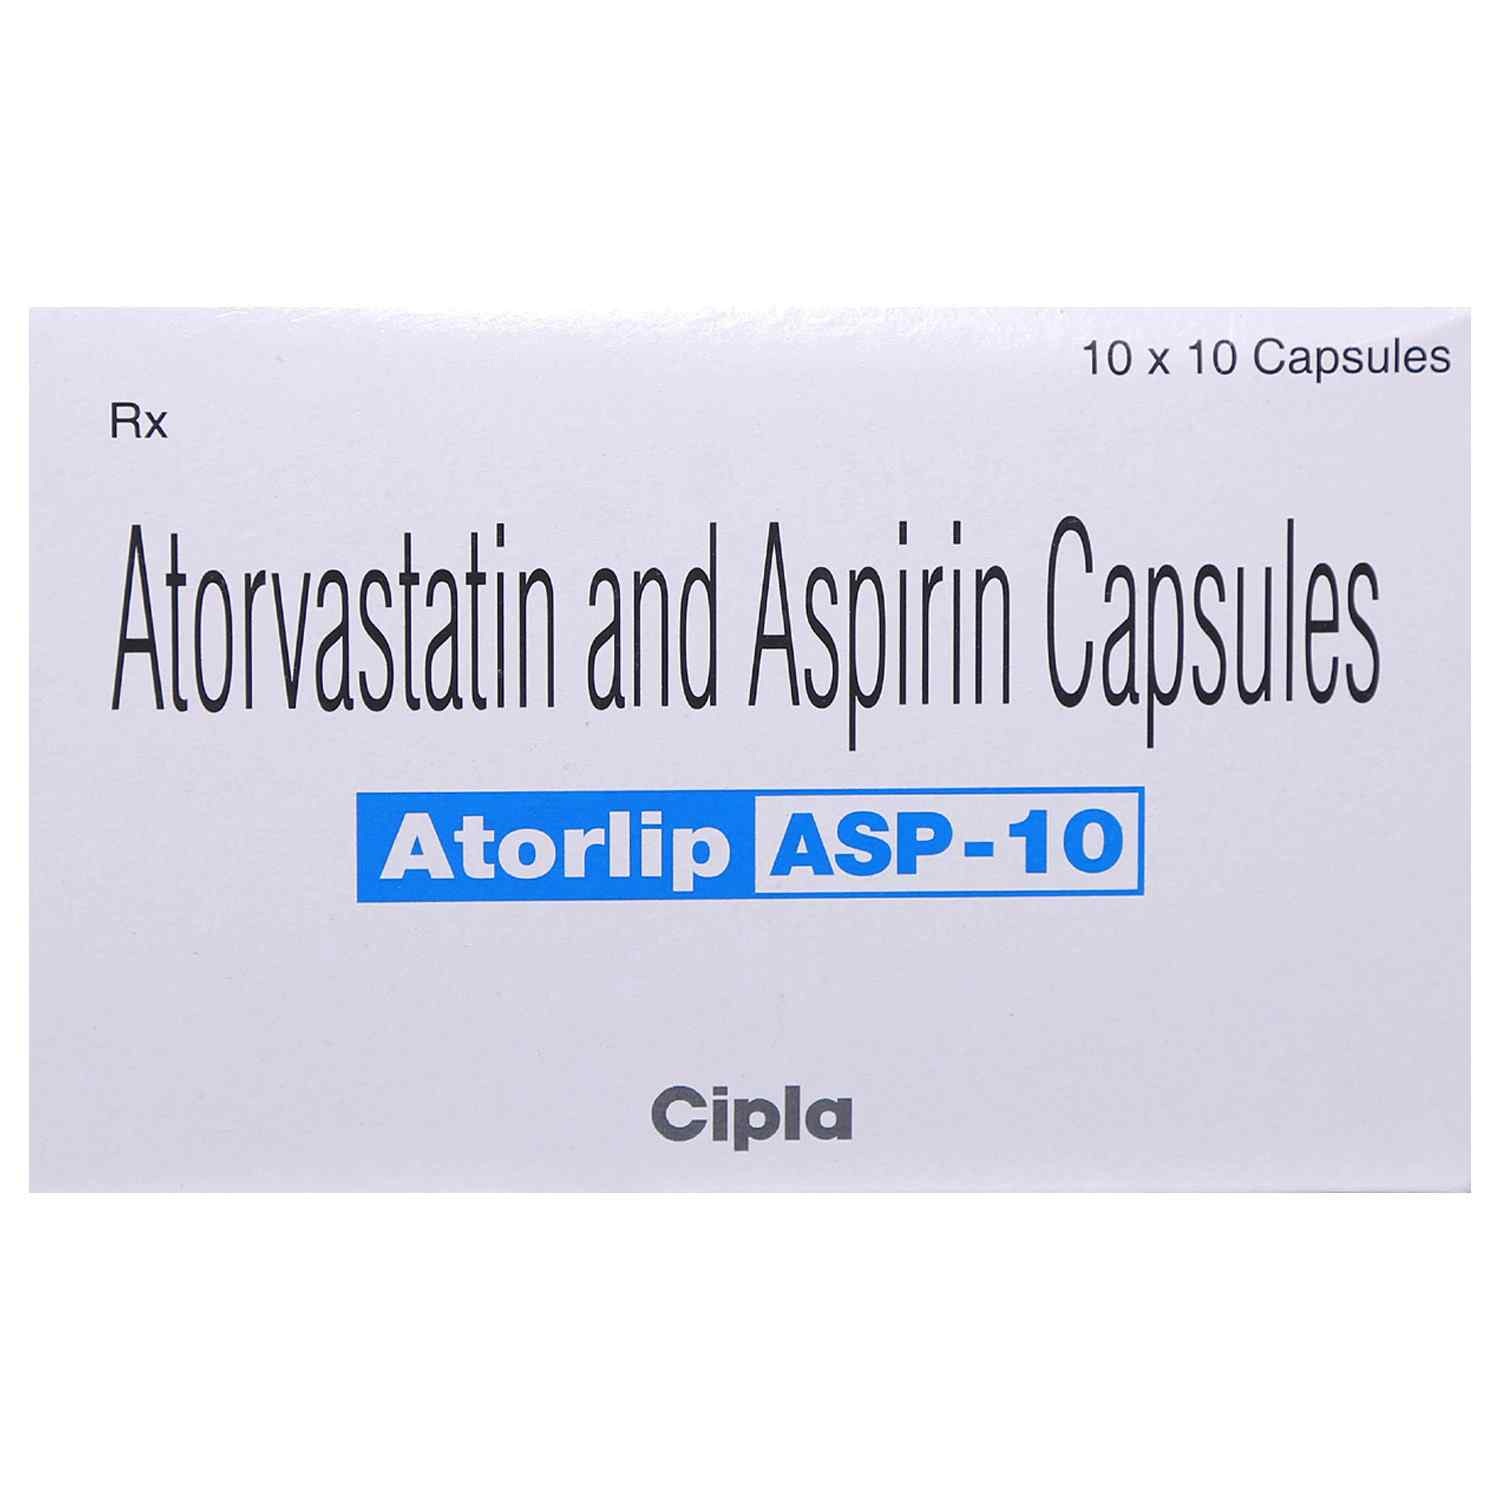 10 x 10 Capsules
Rx
Atorvastatin and Aspirin Capsules
Atorlip ASP-10
Cipla